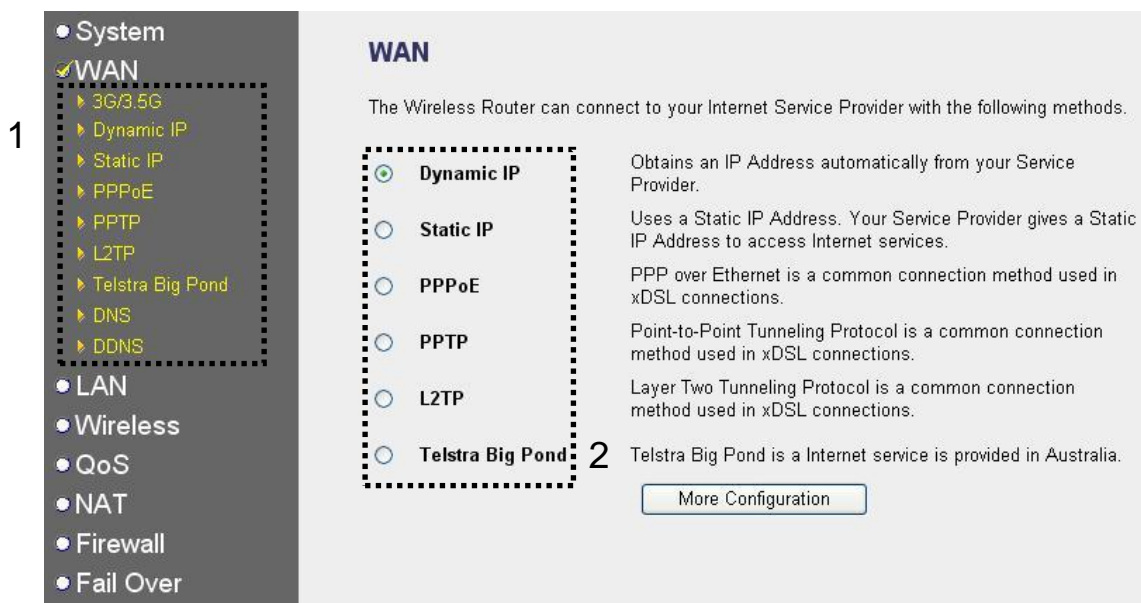 System
WAN
3G/3.5G
Dynamic IP
Static IP
PPPoE
PPTP
L2TP
Telstra Big Pond
DNS
DDNS
LAN
Wireless
QoS
NAT
Firewall
Fail Over
1
WAN
The Wireless Router can connect to your Internet Service Provider with the following methods.
Dynamic IP
Obtains an IP Address automatically from your Service
Provider.
Static IP
Uses a Static IP Address. Your Service Provider gives a Static
IP Address to access Internet services.
PPPoE
PPP over Ethernet is a common connection method used in
xDSL connections.
PPTP
Point-to-Point Tunneling Protocol is a common connection
method used in xDSL connections.
L2TP
Layer Two Tunneling Protocol is a common connection
method used in xDSL connections.
Telstra Big Pond
2
Telstra Big Pond is a Internet service is provided in Australia.
More Configuration